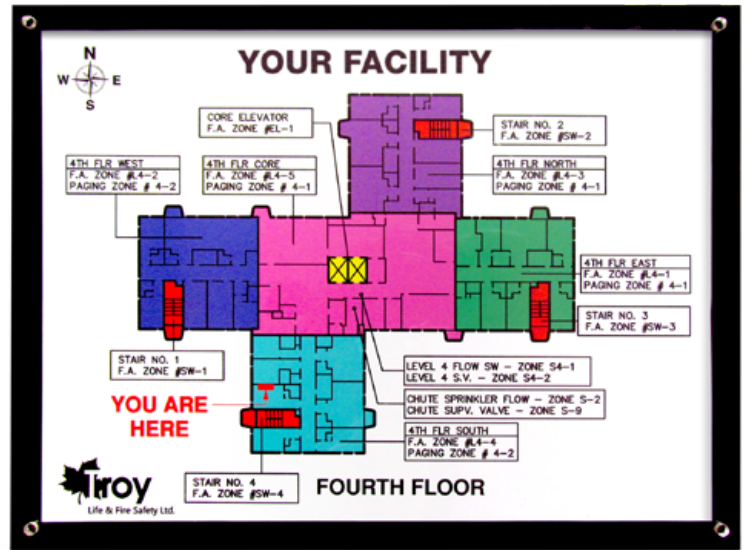 YOUR FACILITY
N
W E
S
CORE ELEVATOR
F.A. ZONE #EL-1
STAIR NO. 2
F.A. ZONE #SW-2
4TH FLR WEST
F.A. ZONE #L4-2
PAGING ZONE # 4-2
4TH FLR CORE
F.A. ZONE #L4-5
PAGING ZONE # 4-1
4TH FLR NORTH
F.A. ZONE #L4-3
PAGING ZONE # 4-1
4TH FLR EAST
F.A. ZONE #L4-1
PAGING ZONE # 4-1
STAIR NO. 3
F.A. ZONE #SW-3
STAIR NO. 1
F.A. ZONE #SW-1
LEVEL 4 FLOW SW - ZONE S4-1
LEVEL 4 S.V. - ZONE S4-2
CHUTE SPRINKLER FLOW - ZONE S-2
CHUTE SUPV. VALVE - ZONE S-9
YOU ARE
HERE
4TH FLR SOUTH
F.A. ZONE #L4-4
PAGING ZONE # 4-2
STAIR NO. 4
F.A. ZONE #SW-4
FOURTH FLOOR
Troy
Life & Fire Safety Ltd.